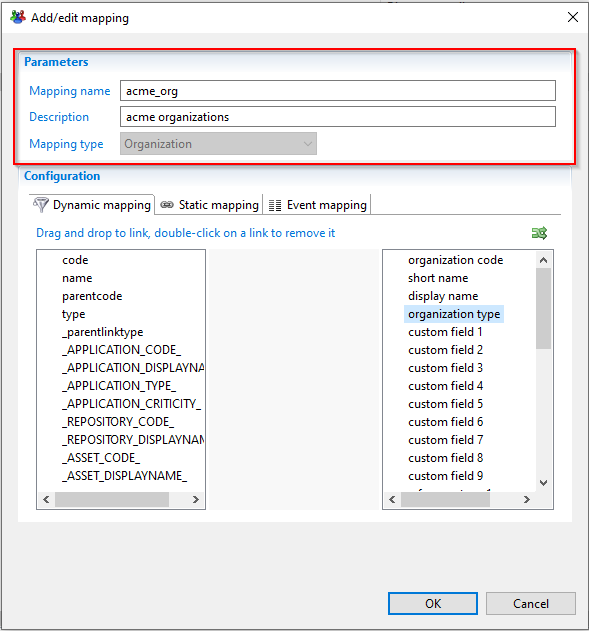 Add/edit mapping
Parameters
Mapping name acme_org
Description acme organizations
Mapping type Organization
Configuration
Dynamic mapping Static mapping Event mapping
Drag and drop to link, double-click on a link to remove it
code
name
parentcode
type
_parentlinktype
_APPLICATION_CODE_
_APPLICATION_DISPLAYNA
_APPLICATION_TYPE_
_APPLICATION_CRITICITY_
_REPOSITORY_CODE_
_REPOSITORY_DISPLAYNAM
_ASSET_CODE_
_ASSET_DISPLAYNAME_
organization code
short name
display name
organization type
custom field 1
custom field 2
custom field 3
custom field 4
custom field 5
custom field 6
custom field 7
custom field 8
custom field 9
OK Cancel